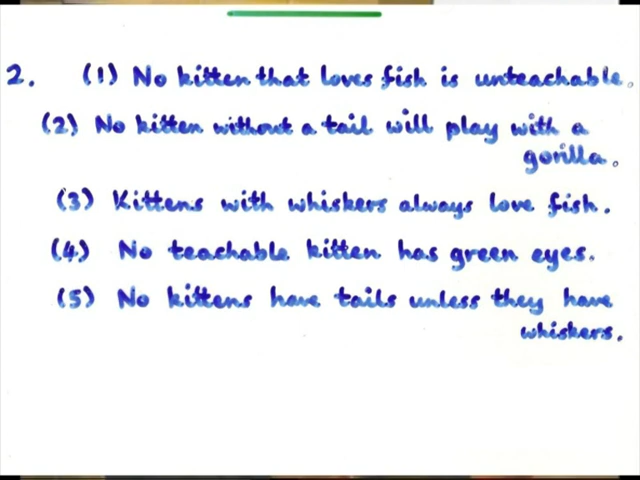 2. (1) No kitten that loves fish is unteachable.
(2) No kitten without a tail will play with a
gorilla.
(3) Kittens with whiskers always love fish.
(4) No teachable kitten has green eyes.
(5) No kittens have tails unless they have
whiskers.